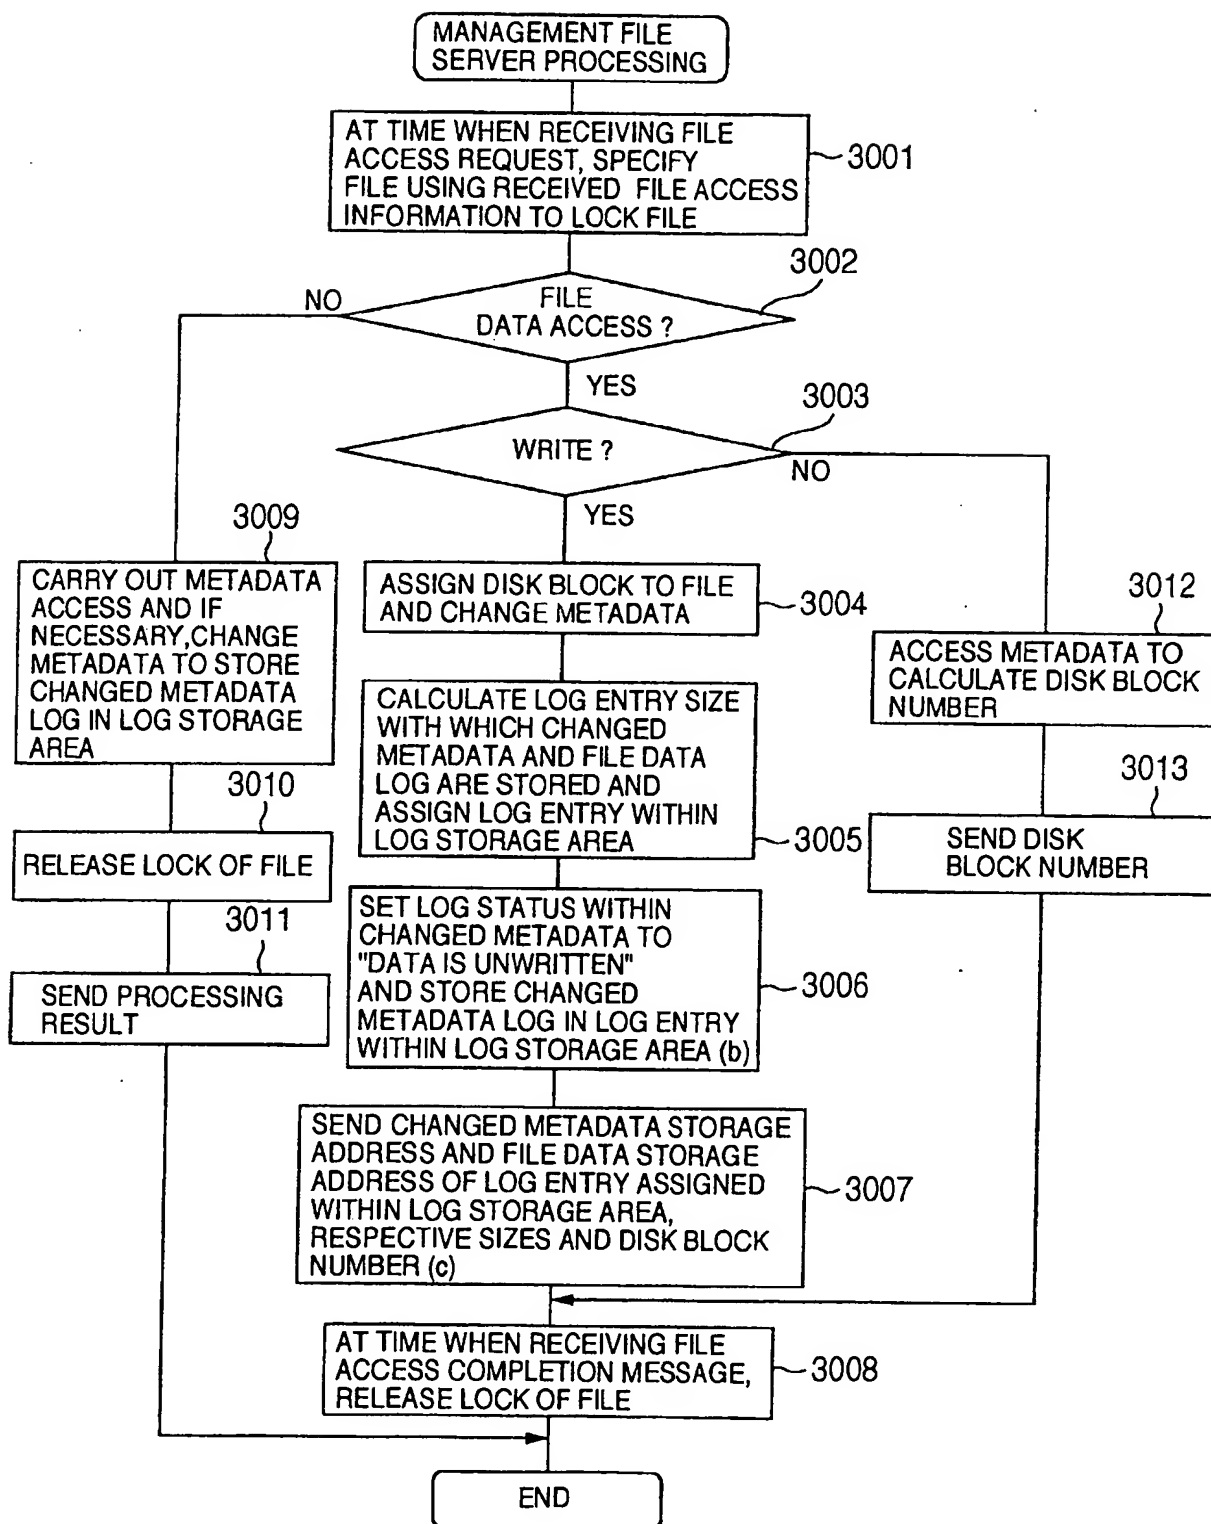 MANAGEMENT FILE
SERVER PROCESSING
AT TIME WHEN RECEIVING FILE
ACCESS REQUEST, SPECIFY
FILE USING RECEIVED FILE ACCESS
INFORMATION TO LOCK FILE
3001
3002
FILE
DATA ACCESS ?
NO
YES
3003
WRITE ?
NO
YES
3009
CARRY OUT METADATA
ACCESS AND IF
NECESSARY, CHANGE
METADATA TO STORE
CHANGED METADATA
LOG IN LOG STORAGE
AREA
3010
RELEASE LOCK OF FILE
3011
SEND PROCESSING
RESULT
ASSIGN DISK BLOCK TO FILE
AND CHANGE METADATA
3004
CALCULATE LOG ENTRY SIZE
WITH WHICH CHANGED
METADATA AND FILE DATA
LOG ARE STORED AND
ASSIGN LOG ENTRY WITHIN
LOG STORAGE AREA
3005
SET LOG STATUS WITHIN
CHANGED METADATA TO
"DATA IS UNWRITTEN"
AND STORE CHANGED
METADATA LOG IN LOG ENTRY
WITHIN LOG STORAGE AREA (b)
3006
SEND CHANGED METADATA STORAGE
ADDRESS AND FILE DATA STORAGE
ADDRESS OF LOG ENTRY ASSIGNED
WITHIN LOG STORAGE AREA,
RESPECTIVE SIZES AND DISK BLOCK
NUMBER (c)
3007
3012
ACCESS METADATA TO
CALCULATE DISK BLOCK
NUMBER
3013
SEND DISK
BLOCK NUMBER
AT TIME WHEN RECEIVING FILE
ACCESS COMPLETION MESSAGE,
RELEASE LOCK OF FILE
3008
END